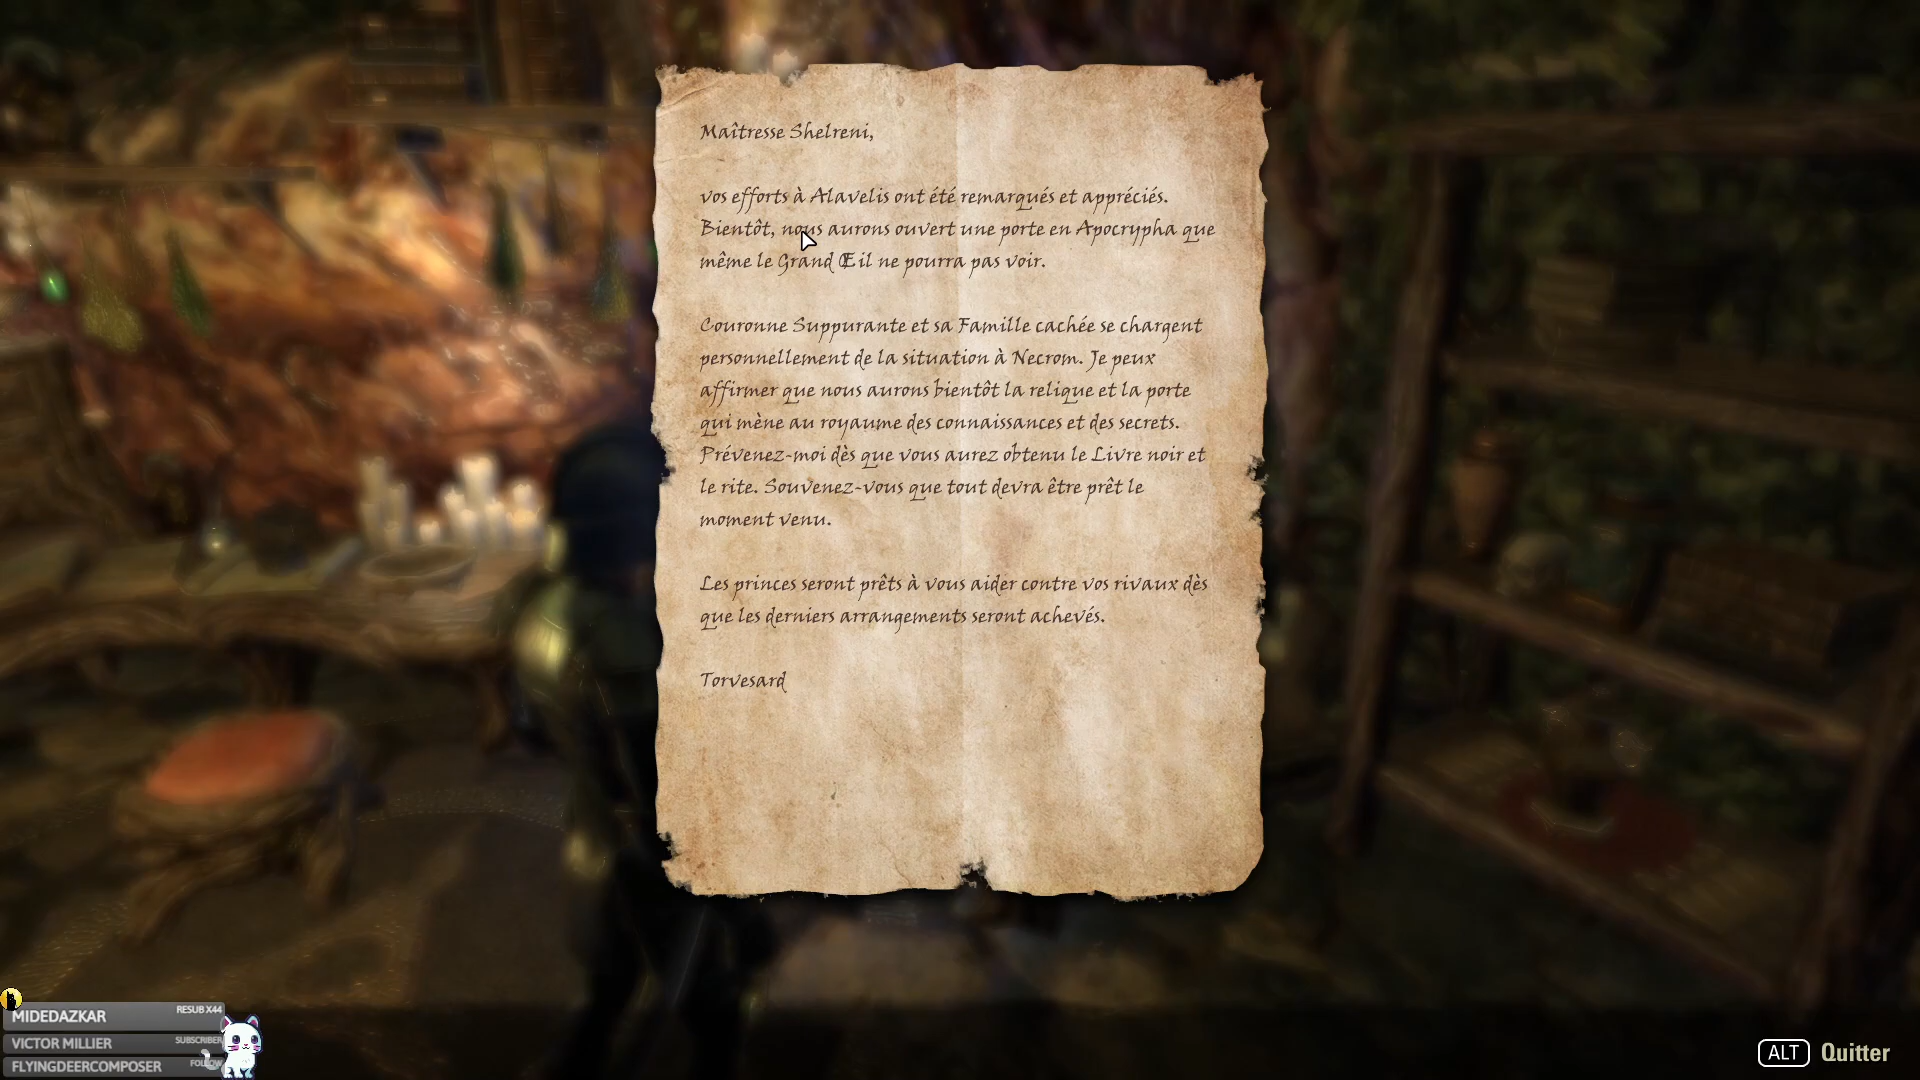 Maîtresse Shelreni,
vos efforts à Alavelis ont été remarqués et appréciés.
Bientôt, nous aurons ouvert une porte en Apocrypha que
même le Grand Œil ne pourra pas voir.
Couronne Suppurante et sa Famille cachée se chargent
personnellement de la situation à Necrom. Je peux
affirmer que nous aurons bientôt la relique et la porte
qui mène au royaume des connaissances et des secrets.
Prévenez-moi dès que vous aurez obtenu le Livre noir et
le rite. Souvenez-vous que tout devra être prêt le
moment venu.
Les princes seront prêts à vous aider contre vos rivaux dès
que les derniers arrangements seront achevés.
Torvesard
MIDEDAZKAR RESUB X44
VICTOR MILLIER SUBSCRIBER
FLYINGDEERCOMPOSER FOLLOW
ALT Quitter